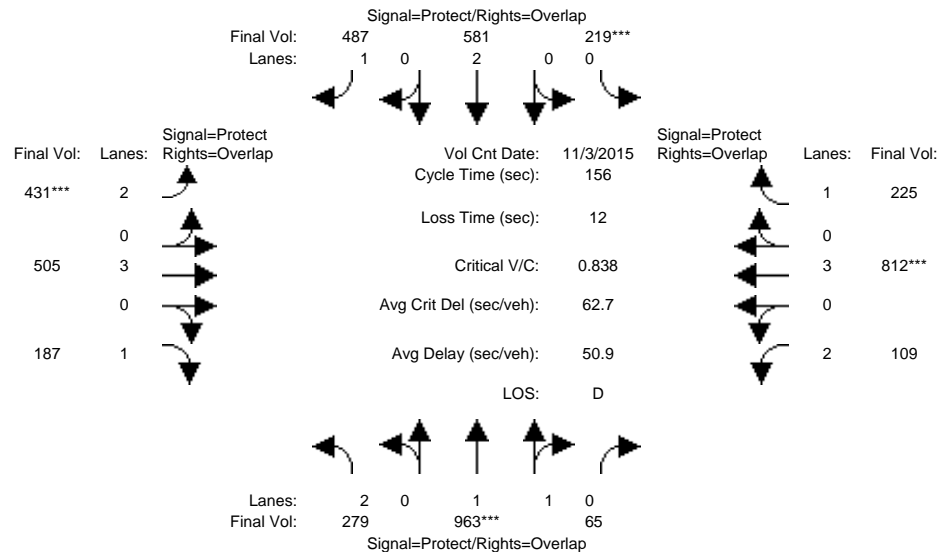 Signal=Protect/Rights=Overlap
Final Vol: 487 581 219***
Lanes: 1 0 2 0 0
Signal=Protect Signal=Protect
Final Vol: Lanes: Rights=Overlap Vol Cnt Date: 11/3/2015 Rights=Overlap Lanes: Final Vol:
Cycle Time (sec): 156
431*** 2 1 225
Loss Time (sec): 12
0 0
505 3 Critical V/C: 0.838 3 812***
0 Avg Crit Del (sec/veh): 62.7 0
187 1 Avg Delay (sec/veh): 50.9 2 109
LOS: D
Lanes: 2 0 1 1 0
Final Vol: 279 963*** 65
Signal=Protect/Rights=Overlap